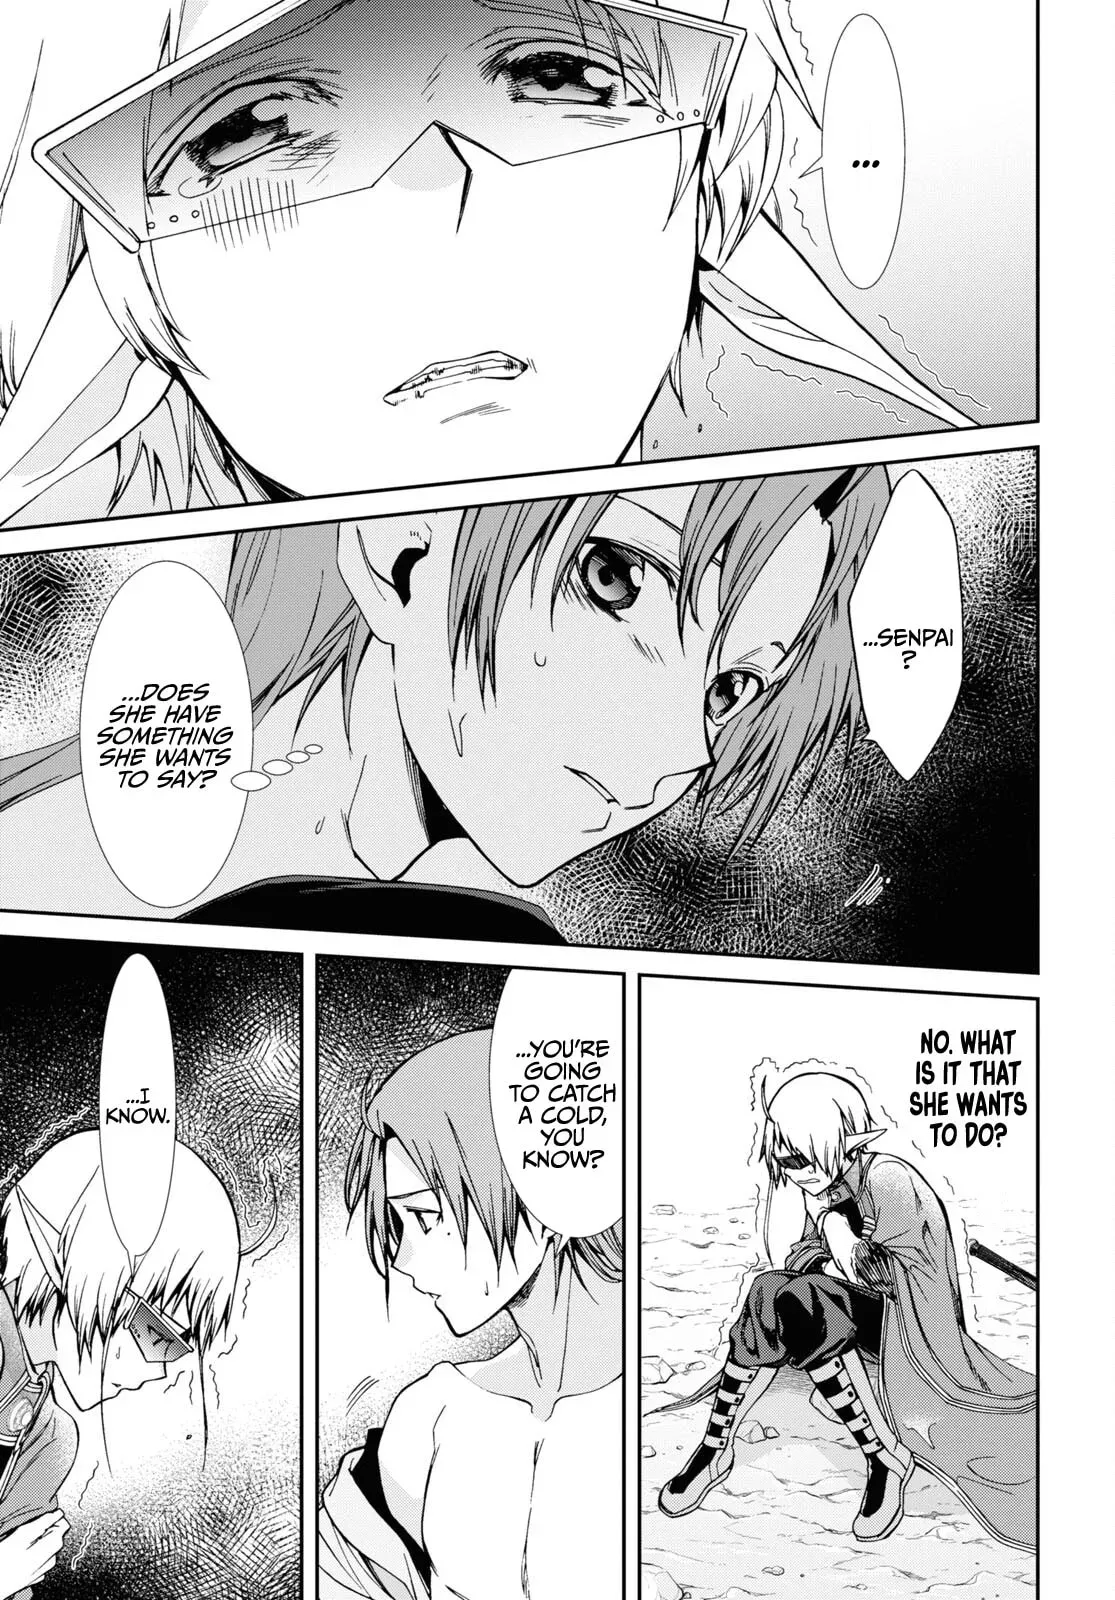 ...
...SENPAI
?
...DOES
SHE HAVE
SOMETHING
SHE WANTS
TO SAY?
NO. WHAT
IS IT THAT
SHE WANTS
TO DO?
...YOU'RE
GOING
TO CATCH
A COLD,
YOU
KNOW?
...I
KNOW.